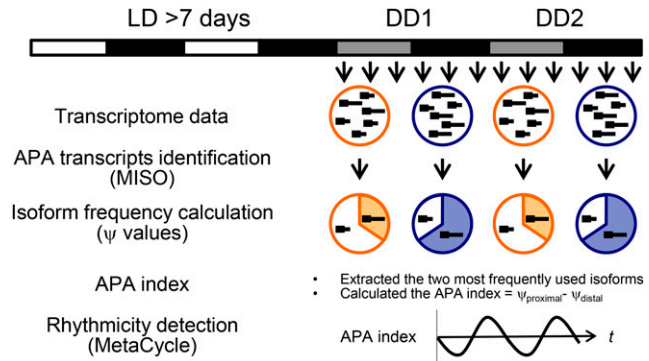 LD >7 days DD1 DD2
Transcriptome data
APA transcripts identification
(MISO)
Isoform frequency calculation
(ψ values)
APA index
• Extracted the two most frequently used isoforms
• Calculated the APA index = ψproximal- ψdistal
Rhythmicity detection
(MetaCycle)
APA index t